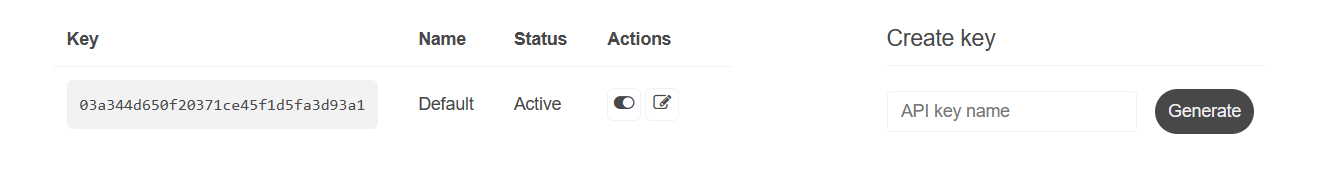 Key Name Status Actions
03a344d650f20371ce45f1d5fa3d93a1 Default Active
Create key
API key name Generate